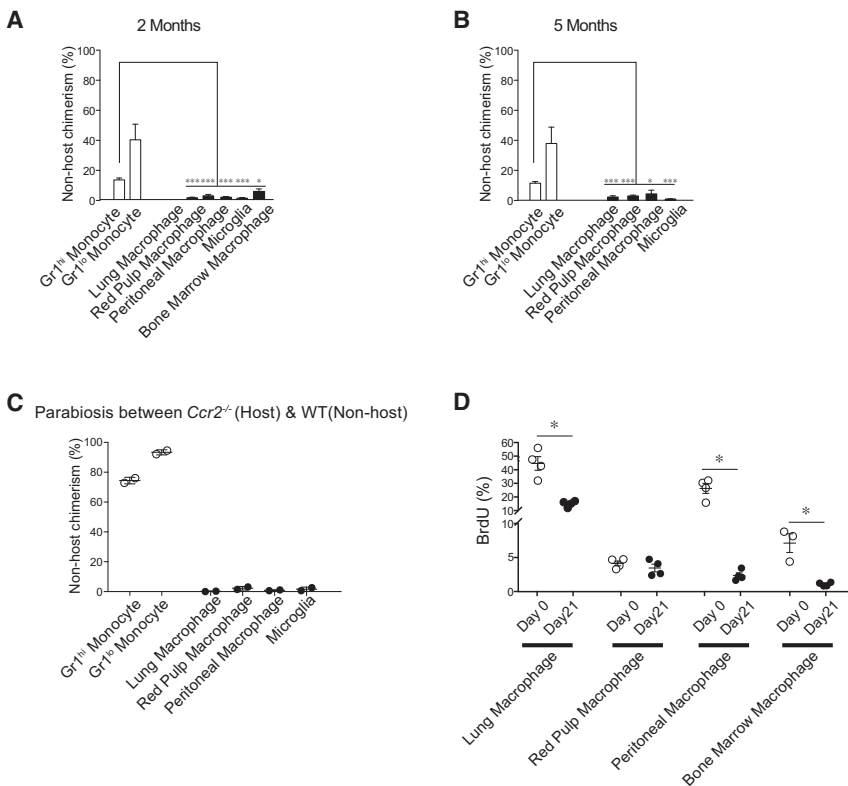 A
2 Months
Non-host chimerism (%)
100
80
60
40
20
0
*** *** *** *** *
Gr1hi Monocyte
Gr1lo Monocyte
Lung Macrophage
Red Pulp Macrophage
Peritoneal Macrophage
Microglia
Bone Marrow Macrophage
B
5 Months
Non-host chimerism (%)
100
80
60
40
20
0
*** *** * ***
Gr1hi Monocyte
Gr1lo Monocyte
Lung Macrophage
Red Pulp Macrophage
Peritoneal Macrophage
Microglia
C
Parabiosis between Ccr2-/- (Host) & WT(Non-host)
Non-host chimerism (%)
100
80
60
40
20
0
Gr1hi Monocyte
Gr1lo Monocyte
Lung Macrophage
Red Pulp Macrophage
Peritoneal Macrophage
Microglia
D
BrdU (%)
60
50
40
30
20
10
10
5
0
*
*
*
Day 0
Day21
Day 0
Day21
Day 0
Day21
Day 0
Day21
Lung Macrophage
Red Pulp Macrophage
Peritoneal Macrophage
Bone Marrow Macrophage